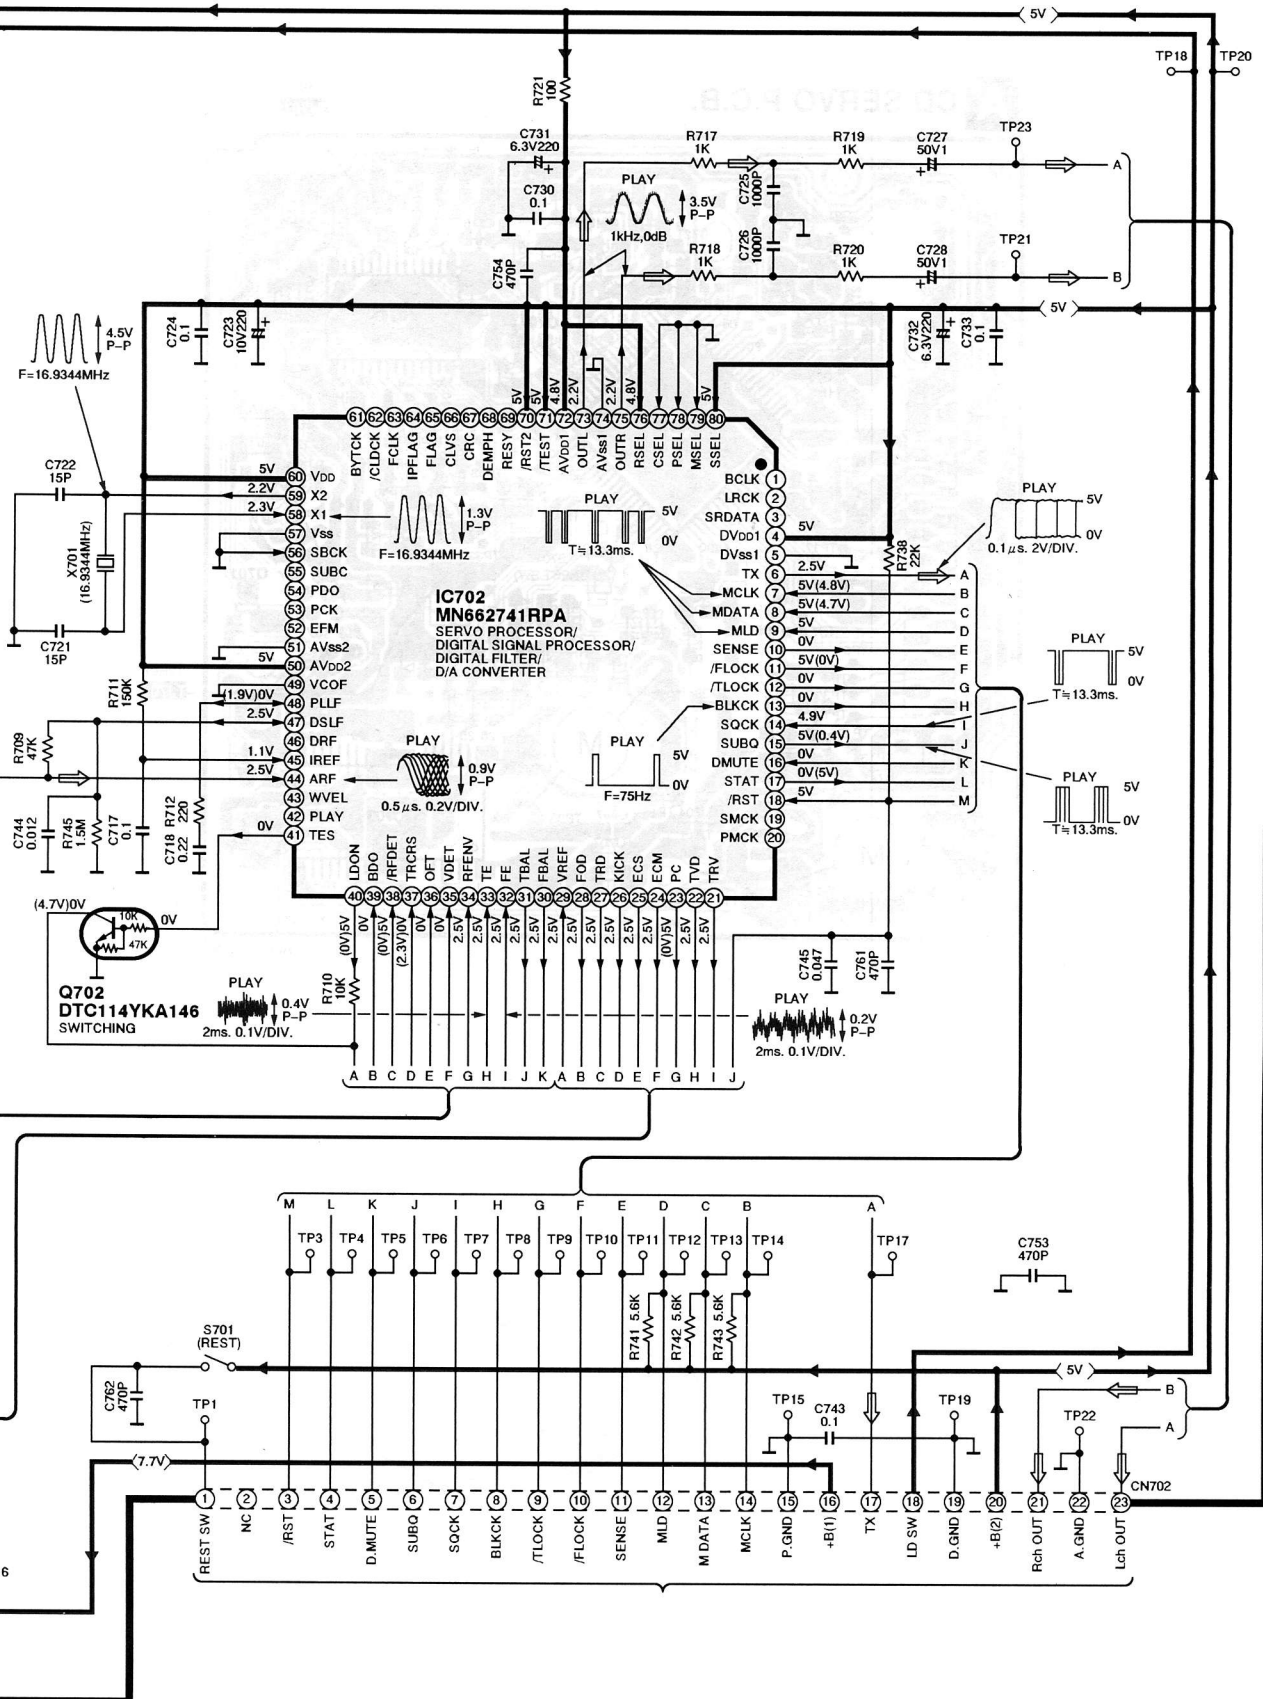 5V
TP18
TP20
R721
100
C731
6.3V220
C730
0.1
C754
470P
PLAY
3.5V
P-P
1kHz,0dB
R717
1K
R719
1K
C727
50V1
TP23
A
C725
1000P
C726
1000P
R718
1K
R720
1K
C728
50V1
TP21
B
5V
4.5V
P-P
F=16.9344MHz
C724
0.1
C723
10V220
C732
6.3V220
C733
0.1
5V
5V
4.8V
2.2V
2.2V
4.8V
5V
61 62 63 64 65 66 67 68 69 70 71 72 73 74 75 76 77 78 79 80
BYTCK
/CLDCK
FCLK
IPFLAG
FLAG
CLVS
CRC
DEMPH
RESY
/RST2
/TEST
AVDD1
OUTL
AVss1
OUTR
RSEL
CSEL
PSEL
MSEL
SSEL
C722
15P
X701
(16.9344MHz)
C721
15P
5V 60 VDD
2.2V 59 X2
2.3V 58 X1
57 Vss
56 SBCK
55 SUBC
54 PDO
53 PCK
52 EFM
51 AVss2
5V 50 AVDD2
49 VCOF
(1.9V)0V 48 PLLF
2.5V 47 DSLF
46 DRF
1.1V 45 IREF
2.5V 44 ARF
43 WVEL
42 PLAY
0V 41 TES
1.3V
P-P
F=16.9344MHz
PLAY
5V
0V
T≒13.3ms.
IC702
MN662741RPA
SERVO PROCESSOR/
DIGITAL SIGNAL PROCESSOR/
DIGITAL FILTER/
D/A CONVERTER
PLAY
0.9V
P-P
0.5μs. 0.2V/DIV.
PLAY
5V
0V
F=75Hz
BCLK 1
LRCK 2
SRDATA 3
DVDD1 4 5V
DVss1 5
TX 6 2.5V A
MCLK 7 5V(4.8V) B
MDATA 8 5V(4.7V) C
MLD 9 5V D
SENSE 10 0V E
/FLOCK 11 5V(0V) F
/TLOCK 12 0V G
BLKCK 13 0V H
SQCK 14 4.9V I
SUBQ 15 5V(0.4V) J
DMUTE 16 0V K
STAT 17 0V(5V) L
/RST 18 5V M
SMCK 19
PMCK 20
R738
22K
PLAY
5V
0V
0.1μs. 2V/DIV.
PLAY
5V
0V
T≒13.3ms.
PLAY
5V
0V
T≒13.3ms.
R711
150K
R709
47K
C744
0.012
R745
1.5M
C717
0.1
R712
220
C718
0.22
LDON
BDO
/RFDET
TRCRS
OFT
VDET
RFENV
TE
FE
TBAL
FBAL
VREF
FOD
TRD
KICK
ECS
ECM
PC
TVD
TRV
40 39 38 37 36 35 34 33 32 31 30 29 28 27 26 25 24 23 22 21
(0V)5V
0V
(0V)5V
(2.3V)0V
0V
0V
2.5V
2.5V
2.5V
2.5V
2.5V
2.5V
2.5V
2.5V
2.5V
2.5V
2.5V
(0V)5V
2.5V
2.5V
(4.7V)0V
10K
47K
0V
Q702
DTC114YKA146
SWITCHING
PLAY
0.4V
P-P
2ms. 0.1V/DIV.
R710
10K
PLAY
0.2V
P-P
2ms. 0.1V/DIV.
C745
0.047
C761
470P
A B C D E F G H I J K A B C D E F G H I J
M L K J I H G F E D C B A
TP3 TP4 TP5 TP6 TP7 TP8 TP9 TP10 TP11 TP12 TP13 TP14 TP17
C753
470P
R741 5.6K
R742 5.6K
R743 5.6K
S701
(REST)
C762
470P
TP1
5V
B
A
TP15
C743
0.1
TP19
TP22
7.7V
CN702
1 2 3 4 5 6 7 8 9 10 11 12 13 14 15 16 17 18 19 20 21 22 23
REST SW
NC
/RST
STAT
D.MUTE
SUBQ
SQCK
BLKCK
/TLOCK
/FLOCK
SENSE
MLD
M DATA
MCLK
P.GND
+B(1)
TX
LD SW
D.GND
+B(2)
Rch OUT
A.GND
Lch OUT
6